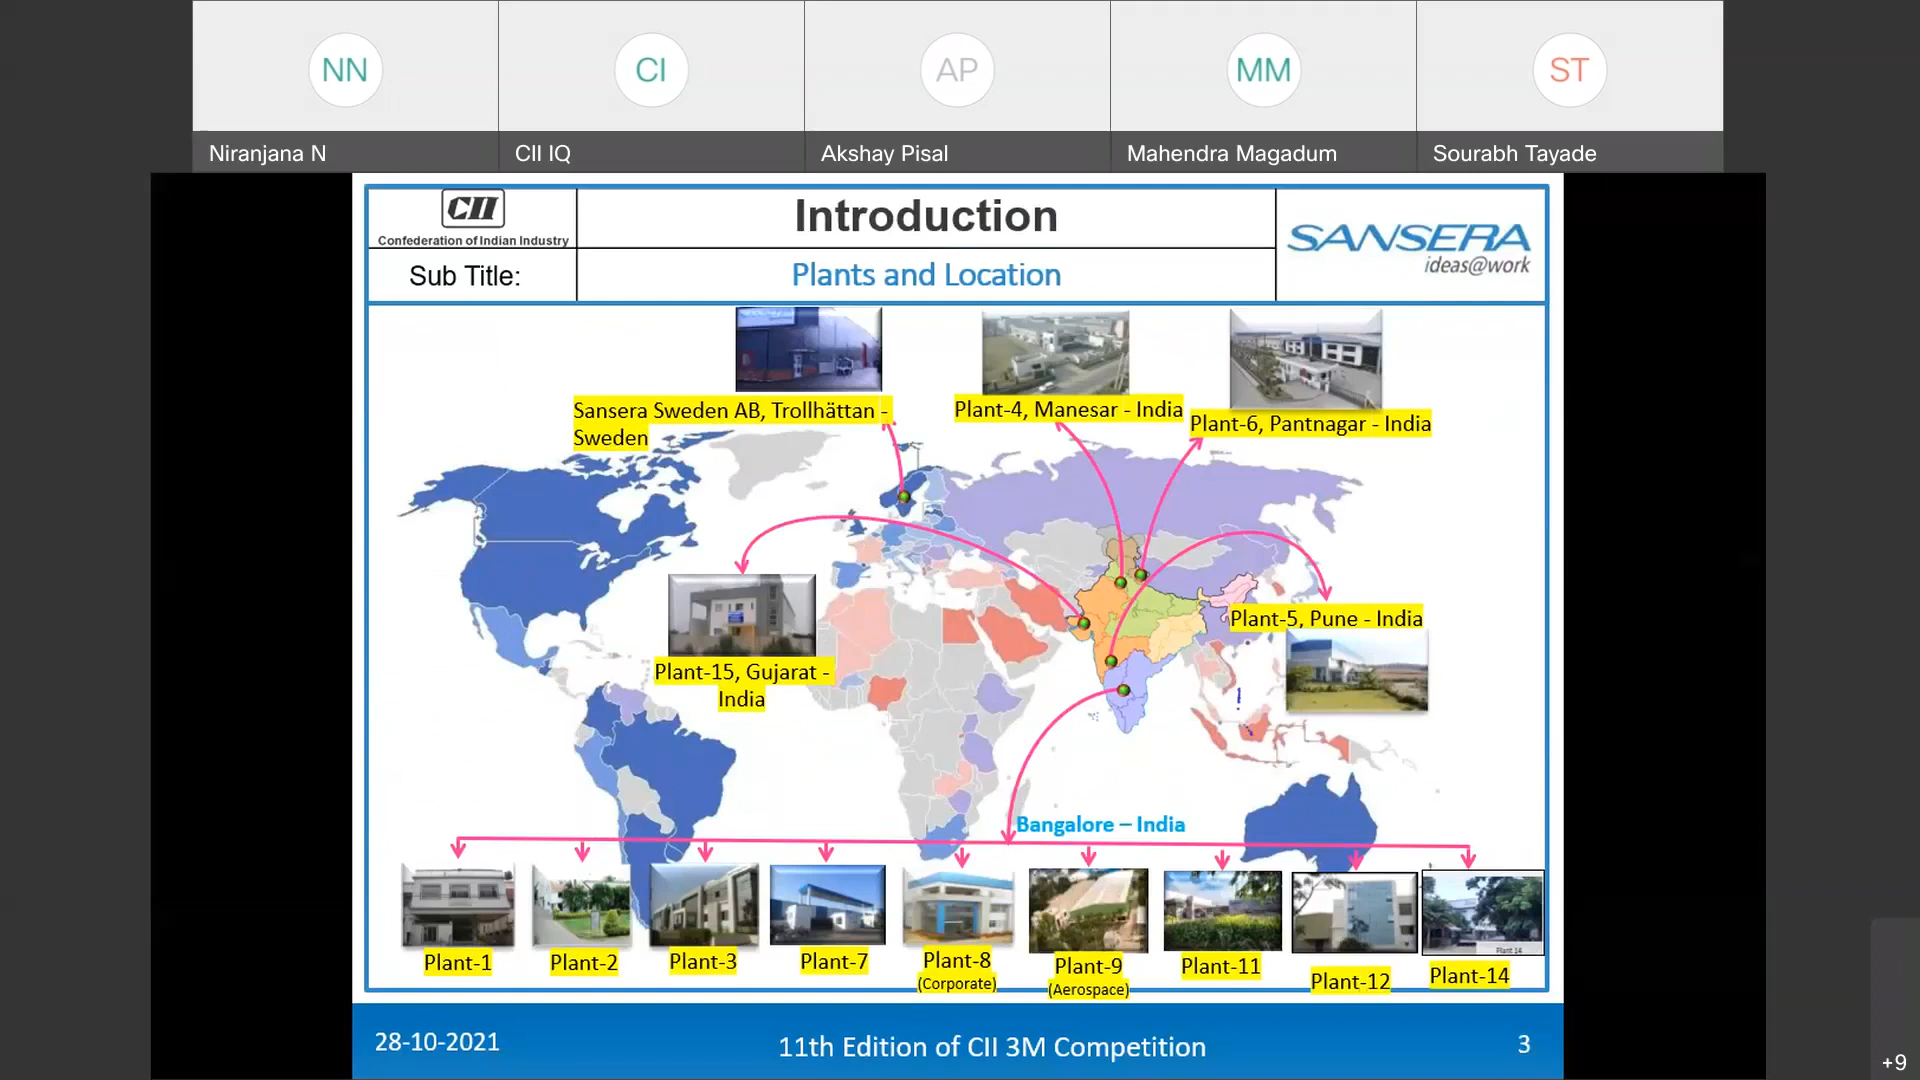 NN
CI
AP
MM
ST
Niranjana N
CII IQ
Akshay Pisal
Mahendra Magadum
Sourabh Tayade
CII
Confederation of Indian Industry
Introduction
SANSERA
ideas@work
Sub Title:
Plants and Location
Sansera Sweden AB, Trollhättan -
Sweden
Plant-4, Manesar - India
Plant-6, Pantnagar - India
Plant-15, Gujarat -
India
Plant-5, Pune - India
Bangalore – India
Plant-1
Plant-2
Plant-3
Plant-7
Plant-8
(Corporate)
Plant-9
(Aerospace)
Plant-11
Plant-12
Plant 14
Plant-14
28-10-2021
11th Edition of CII 3M Competition
3
+9